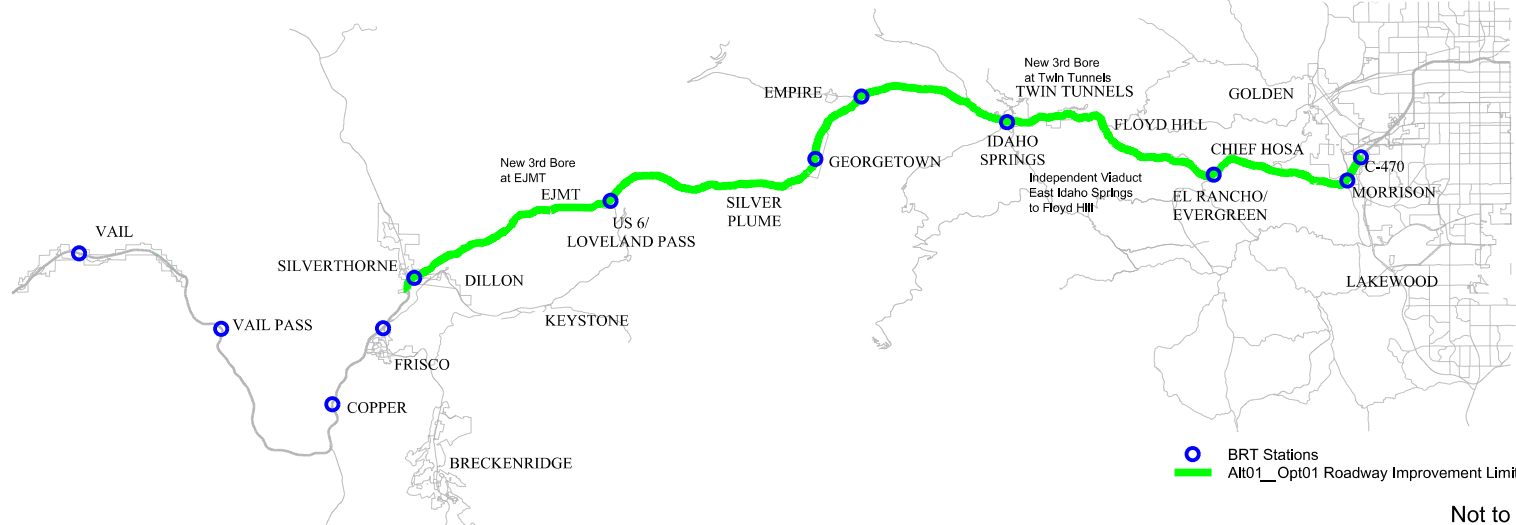 New 3rd Bore
at Twin Tunnels
TWIN TUNNELS
EMPIRE
GOLDEN
FLOYD HILL
IDAHO
SPRINGS
CHIEF HOSA
New 3rd Bore
at EJMT
GEORGETOWN
C-470
Independent Viaduct
East Idaho Springs
to Floyd Hill
EJMT
SILVER
PLUME
EL RANCHO/
EVERGREEN
MORRISON
US 6/
LOVELAND PASS
VAIL
SILVERTHORNE
DILLON
LAKEWOOD
KEYSTONE
VAIL PASS
FRISCO
COPPER
BRECKENRIDGE
BRT Stations
Alt01__Opt01 Roadway Improvement Limit
Not to